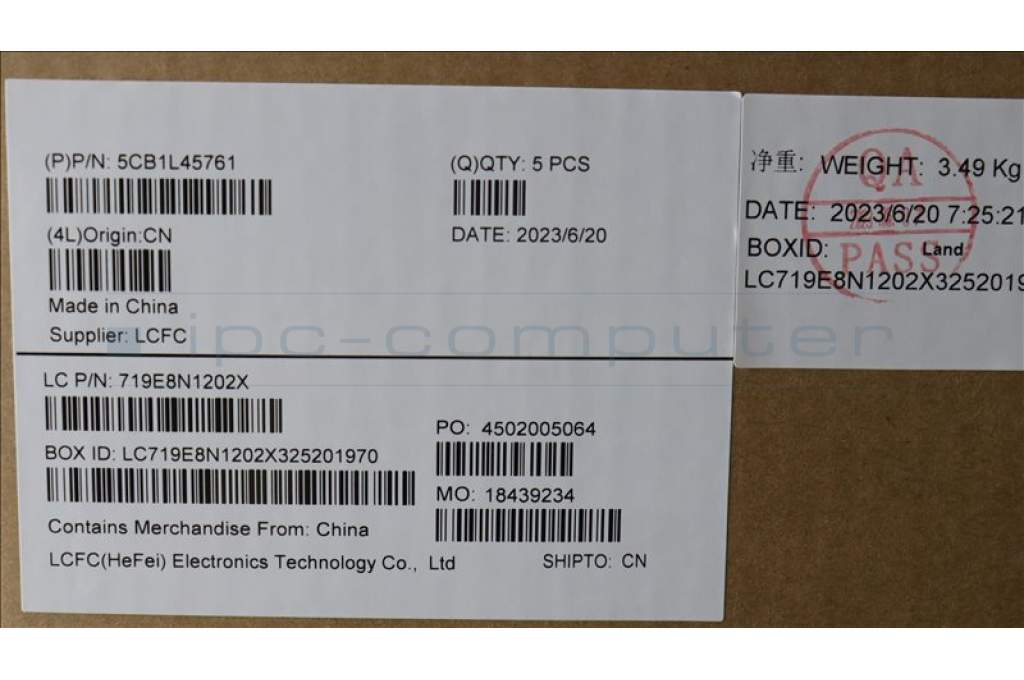 (P)P/N: 5CB1L45761
(Q)QTY: 5 PCS
(4L)Origin:CN
DATE: 2023/6/20
Made in China
Supplier: LCFC
LC P/N: 719E8N1202X
PO: 4502005064
BOX ID: LC719E8N1202X325201970
MO: 18439234
Contains Merchandise From: China
LCFC(HeFei) Electronics Technology Co., Ltd
SHIPTO: CN
净重: WEIGHT: 3.49 Kg
DATE: 2023/6/20 7:25:21
BOXID: Land
LC719E8N1202X3252019
QA
PASS
ipc-computer